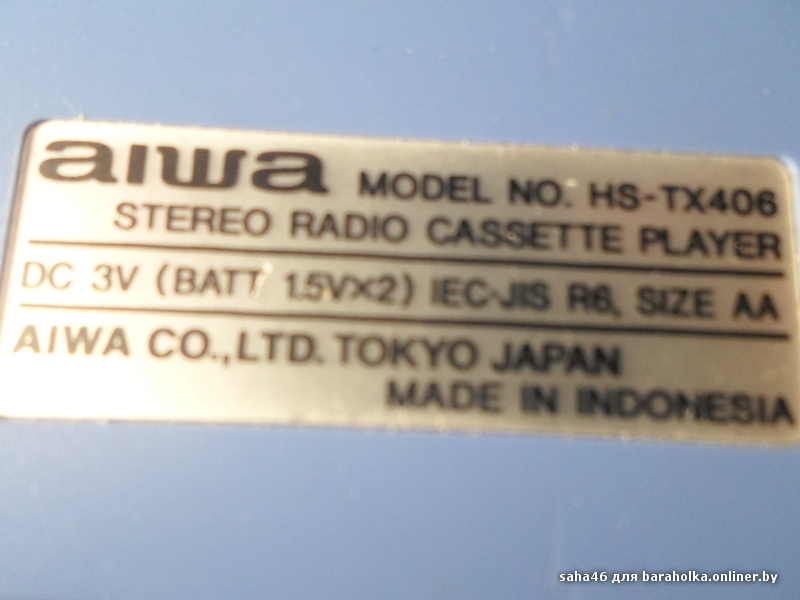 aiwa MODEL NO. HS-TX406
STEREO RADIO CASSETTE PLAYER
DC 3V (BATT 1.5V×2) IEC·JIS R6, SIZE AA
AIWA CO.,LTD. TOKYO JAPAN
MADE IN INDONESIA
saha46 для baraholka.onliner.by